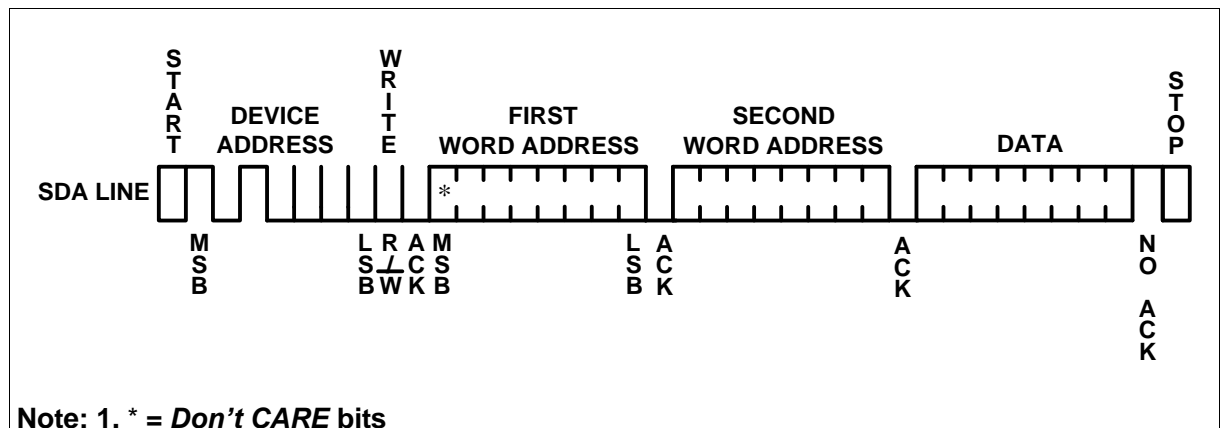 START
WRITE
STOP
DEVICE ADDRESS
FIRST WORD ADDRESS
SECOND WORD ADDRESS
DATA
SDA LINE
*
MSB
LSB
R/W
ACK
MSB
LSB
ACK
ACK
NO ACK
Note: 1. * = Don't CARE bits